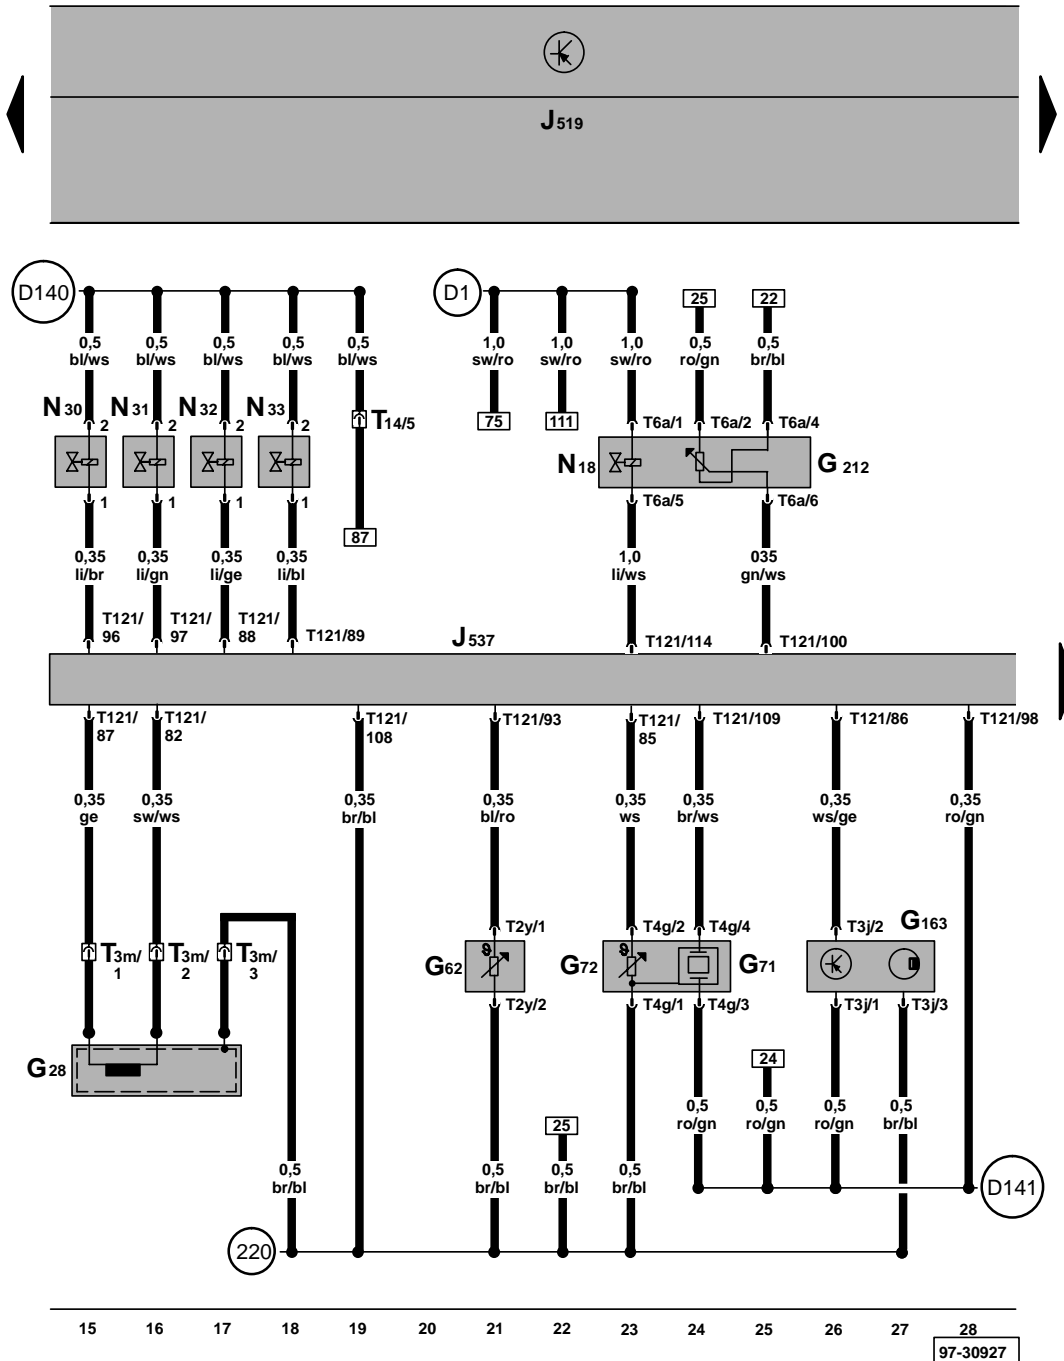 J519
D140
D1
25
22
0,5 0,5 0,5 0,5 0,5 1,0 1,0 1,0 0,5 0,5
bl/ws bl/ws bl/ws bl/ws bl/ws sw/ro sw/ro sw/ro ro/gn br/bl
N30 2 N31 2 N32 2 N33 2 T14/5 75 111 T6a/1 T6a/2 T6a/4
N18 G212
1 1 1 1 T6a/5 T6a/6
87
0,35 0,35 0,35 0,35 1,0 035
li/br li/gn li/ge li/bl li/ws gn/ws
T121/ T121/ T121/
96 97 88 T121/89 J537 T121/114 T121/100
T121/ T121/ T121/ T121/93 T121/ T121/109 T121/86 T121/98
87 82 108 85
0,35 0,35 0,35 0,35 0,35 0,35 0,35 0,35
ge sw/ws br/bl bl/ro ws br/ws ws/ge ro/gn
T2y/1 T4g/2 T4g/4 T3j/2 G163
T3m/ T3m/ T3m/
1 2 3
G62 G72 G71
T2y/2 T4g/1 T4g/3 T3j/1 T3j/3
G28
24
0,5 0,5 0,5 0,5
ro/gn ro/gn ro/gn br/bl
25
0,5 0,5 0,5 0,5
br/bl br/bl br/bl br/bl
D141
220
15 16 17 18 19 20 21 22 23 24 25 26 27 28
97-30927